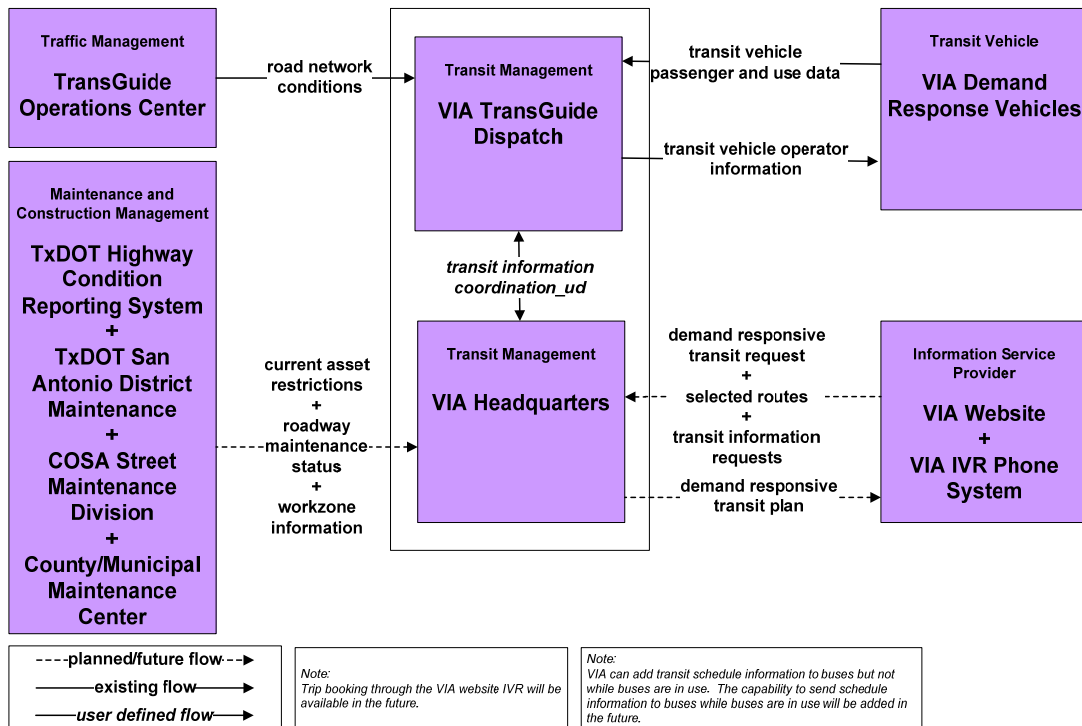 Traffic Management
TransGuide
Operations Center
road network
conditions
Transit Management
VIA TransGuide
Dispatch
transit vehicle
passenger and use data
transit vehicle operator
information
Transit Vehicle
VIA Demand
Response Vehicles
Maintenance and
Construction Management
TxDOT Highway
Condition
Reporting System
+
TxDOT San
Antonio District
Maintenance
+
COSA Street
Maintenance
Division
+
County/Municipal
Maintenance
Center
current asset
restrictions
+
roadway
maintenance
status
+
workzone
information
transit information
coordination_ud
Transit Management
VIA Headquarters
demand responsive
transit request
+
selected routes
+
transit information
requests
demand responsive
transit plan
Information Service
Provider
VIA Website
+
VIA IVR Phone
System
planned/future flow
existing flow
user defined flow
Note:
Trip booking through the VIA website IVR will be
available in the future.
Note:
VIA can add transit schedule information to buses but not
while buses are in use. The capability to send schedule
information to buses while buses are in use will be added in
the future.